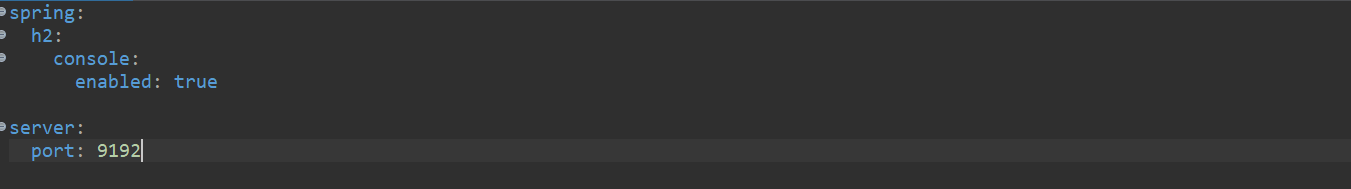 spring:
  h2:
    console:
      enabled: true

server:
  port: 9192